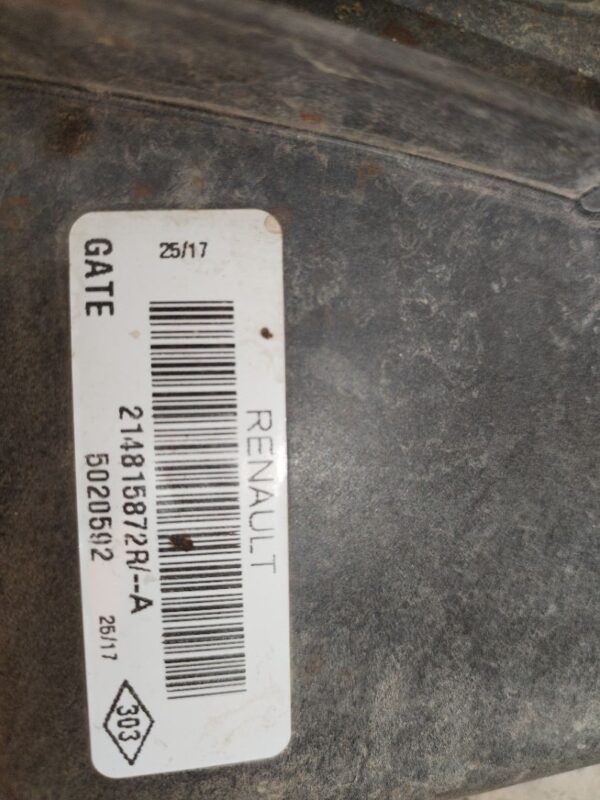 RENAULT
25/17
214815872R/--A
5020592
25/17
GATE
303